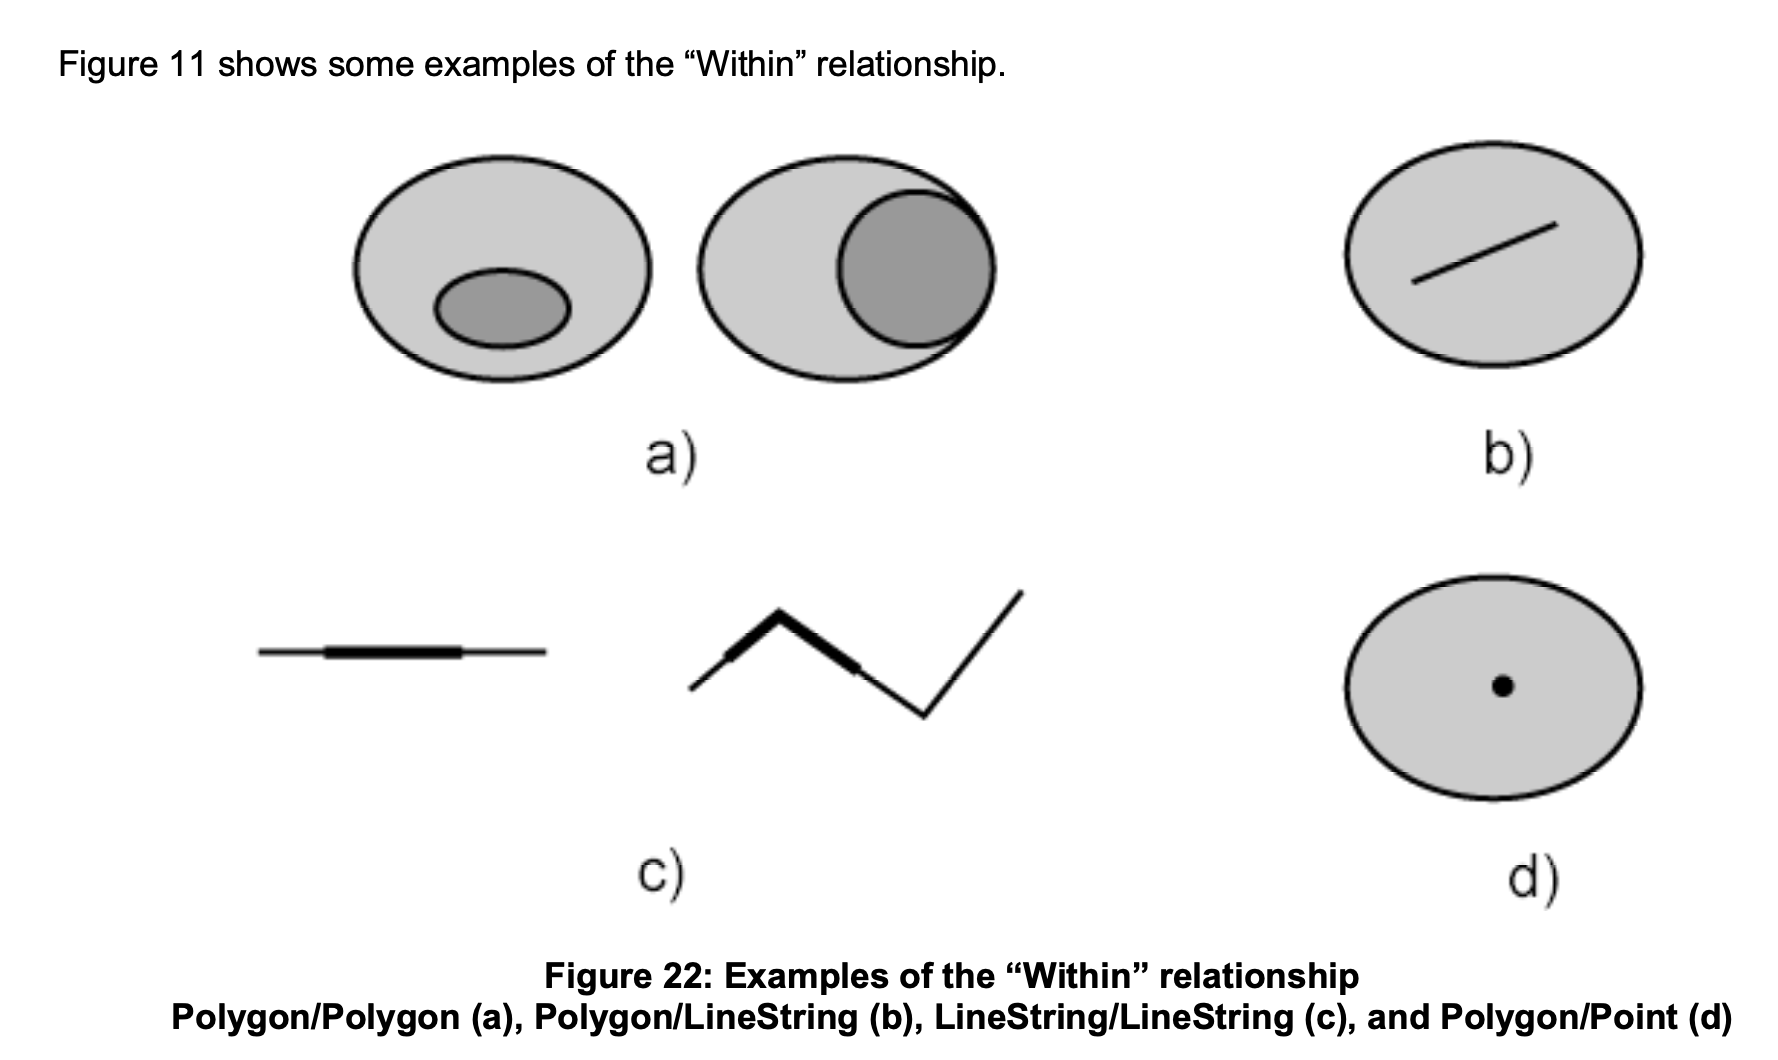 Figure 11 shows some examples of the “Within” relationship.
a)
b)
c)
d)
Figure 22: Examples of the “Within” relationship
Polygon/Polygon (a), Polygon/LineString (b), LineString/LineString (c), and Polygon/Point (d)